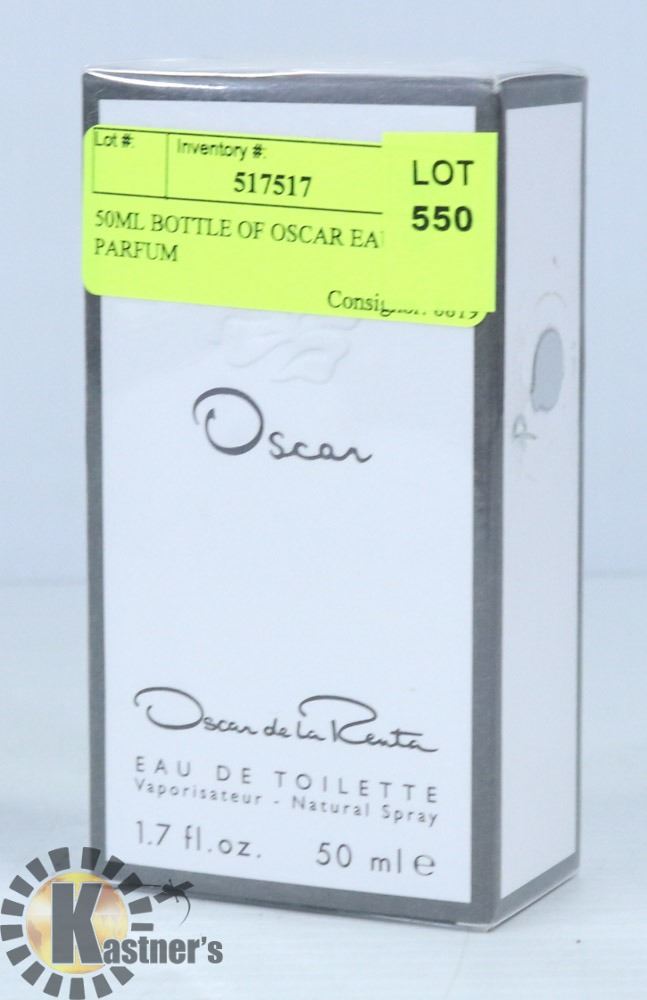 Lot #:
Inventory #:
517517
LOT
550
50ML BOTTLE OF OSCAR
PARFUM
Oscar
Oscar de la Renta
EAU DE TOILETTE
Vaporisateur - Natural Spray
1.7 fl.oz. 50 ml e
Kastner's